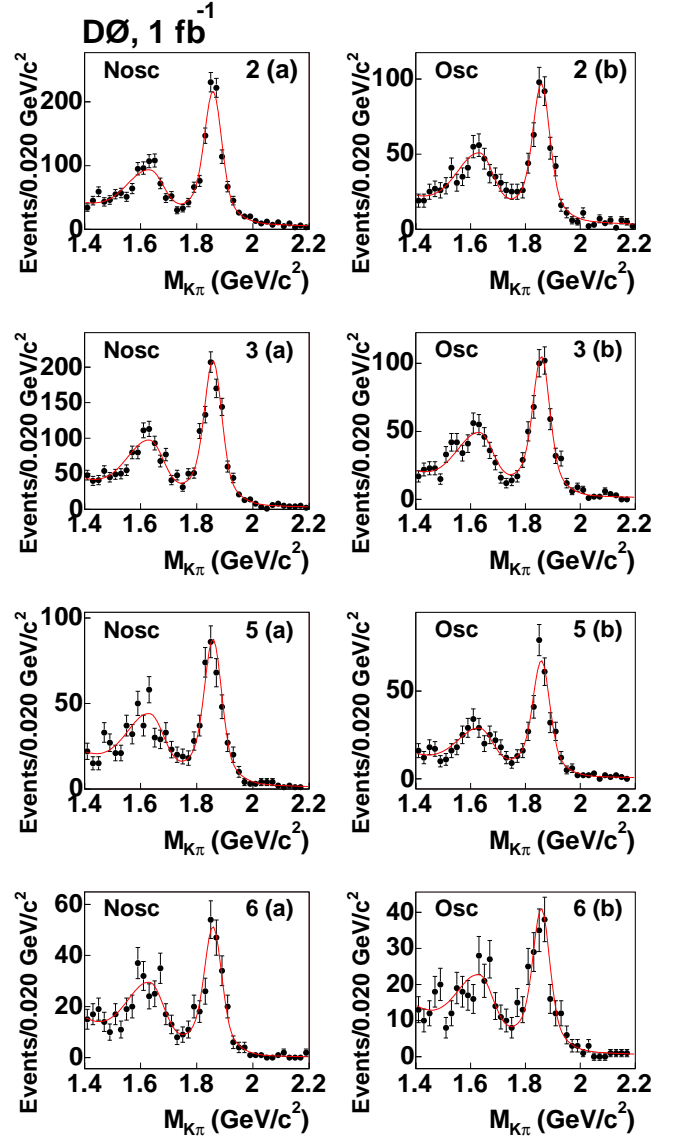 DØ, 1 fb⁻¹
Nosc 2 (a)
Events/0.020 GeV/c²
200
100
0
1.4 1.6 1.8 2 2.2
M_Kπ (GeV/c²)
Osc 2 (b)
Events/0.020 GeV/c²
100
50
0
1.4 1.6 1.8 2 2.2
M_Kπ (GeV/c²)
Nosc 3 (a)
Events/0.020 GeV/c²
200
150
100
50
0
1.4 1.6 1.8 2 2.2
M_Kπ (GeV/c²)
Osc 3 (b)
Events/0.020 GeV/c²
100
50
0
1.4 1.6 1.8 2 2.2
M_Kπ (GeV/c²)
Nosc 5 (a)
Events/0.020 GeV/c²
100
50
0
1.4 1.6 1.8 2 2.2
M_Kπ (GeV/c²)
Osc 5 (b)
Events/0.020 GeV/c²
50
0
1.4 1.6 1.8 2 2.2
M_Kπ (GeV/c²)
Nosc 6 (a)
Events/0.020 GeV/c²
60
40
20
0
1.4 1.6 1.8 2 2.2
M_Kπ (GeV/c²)
Osc 6 (b)
Events/0.020 GeV/c²
40
30
20
10
0
1.4 1.6 1.8 2 2.2
M_Kπ (GeV/c²)